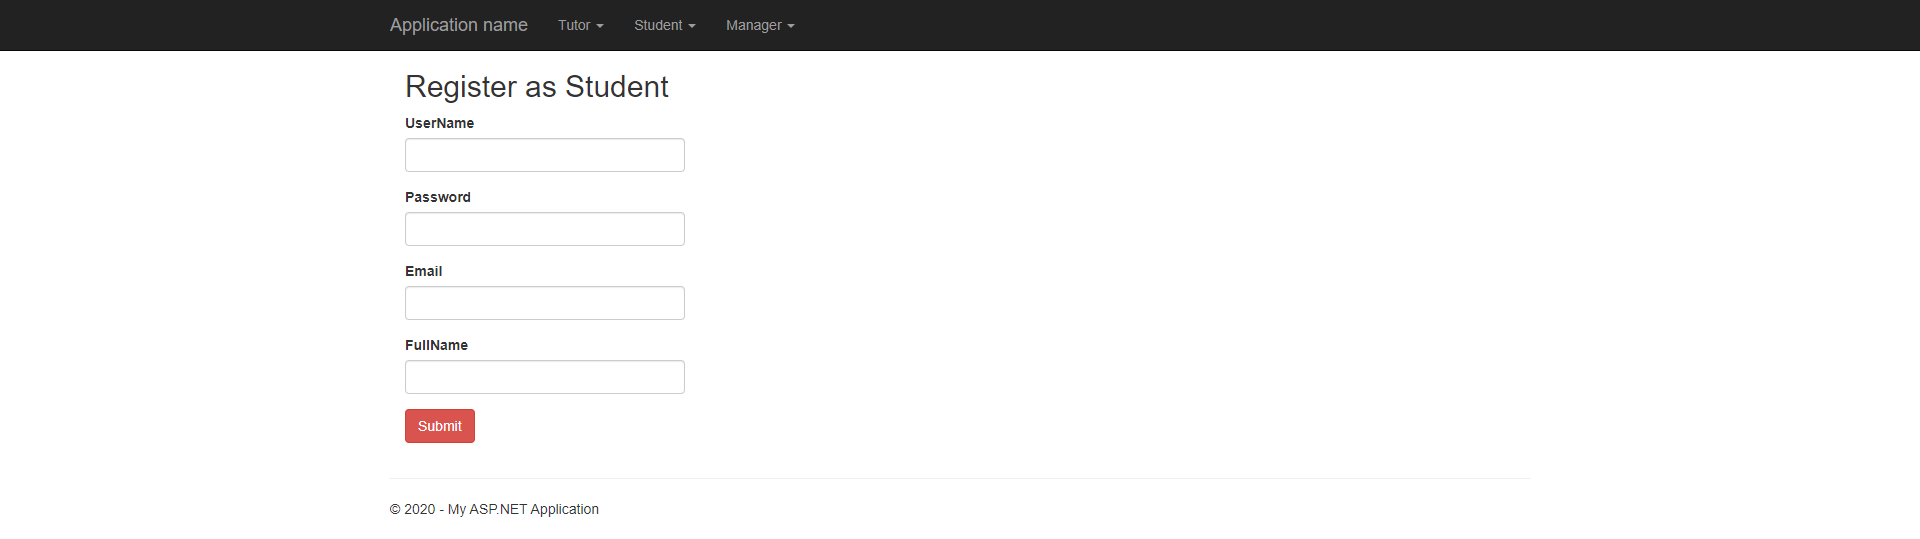 Application name Tutor Student Manager
Register as Student
UserName
Password
Email
FullName
Submit
© 2020 - My ASP.NET Application